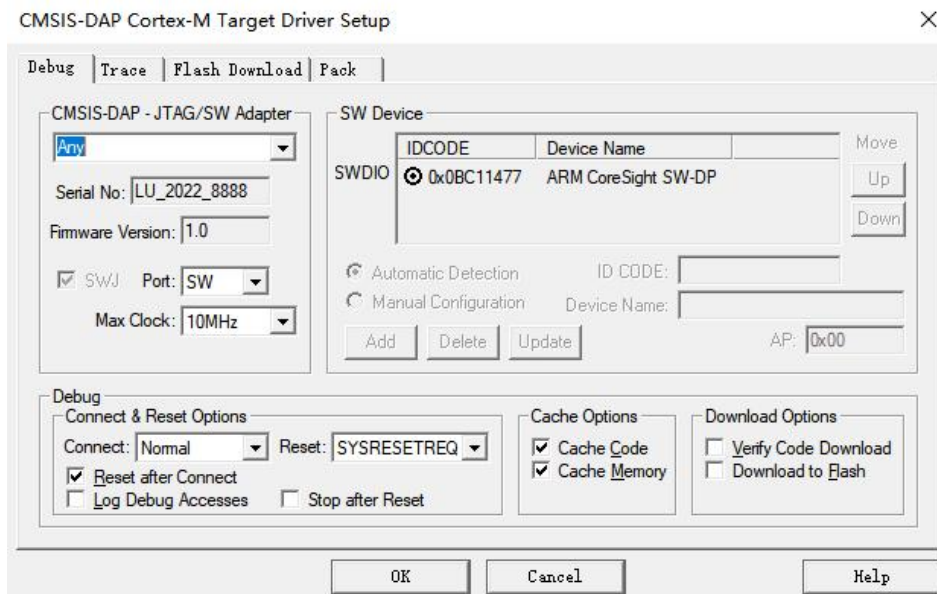 CMSIS-DAP Cortex-M Target Driver Setup
Debug Trace Flash Download Pack
CMSIS-DAP - JTAG/SW Adapter
Any
Serial No: LU_2022_8888
Firmware Version: 1.0
SWJ Port: SW
Max Clock: 10MHz
SW Device
IDCODE Device Name
SWDIO 0x0BC11477 ARM CoreSight SW-DP
Move
Up
Down
Automatic Detection ID CODE:
Manual Configuration Device Name:
Add Delete Update AP: 0x00
Debug
Connect & Reset Options
Connect: Normal Reset: SYSRESETREQ
Reset after Connect
Log Debug Accesses Stop after Reset
Cache Options
Cache Code
Cache Memory
Download Options
Verify Code Download
Download to Flash
OK Cancel Help